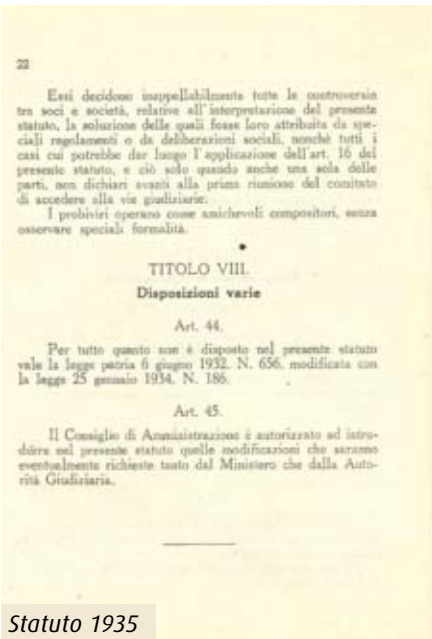 22
Essi decidono inappellabilmente tutte le controversie
tra soci e società, relative all'interpretazione del presente
statuto, la soluzione delle quali fosse loro attribuita da spe-
ciali regolamenti o da deliberazioni sociali, nonchè tutti i
casi cui potrebbe dar luogo l'applicazione dell'art. 16 del
presente statuto, e ciò solo quando anche una sola delle
parti, non dichiari avanti alla prima riunione del comitato
di accedere alla vie giudiziarie.
I probiviri operano come amichevoli compositori, senza
osservare speciali formalità.
TITOLO VIII.
Disposizioni varie
Art. 44.
Per tutto quanto non è disposto nel presente statuto
vale la legge patria 6 giugno 1932, N. 656, modificata con
la legge 25 gennaio 1934, N. 186.
Art. 45.
Il Consiglio di Amministrazione è autorizzato ad intro-
durre nel presente statuto quelle modificazioni che saranno
eventualmente richieste tanto dal Ministero che dalla Auto-
rità Giudiziaria.
Statuto 1935